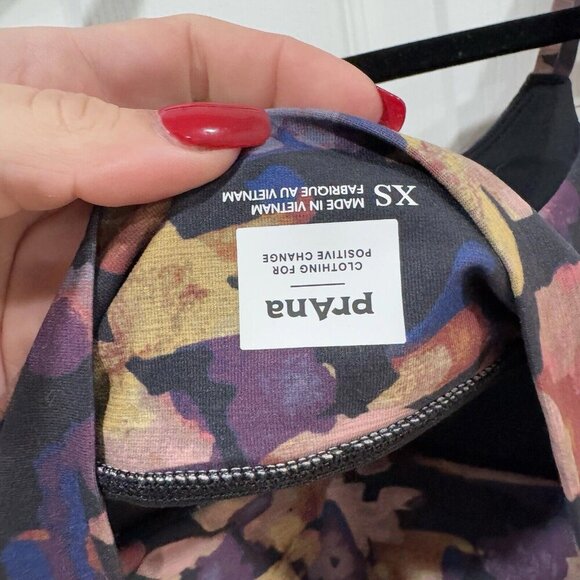 prAna
CLOTHING FOR
POSITIVE CHANGE
XS
MADE IN VIETNAM
FABRIQUE AU VIETNAM